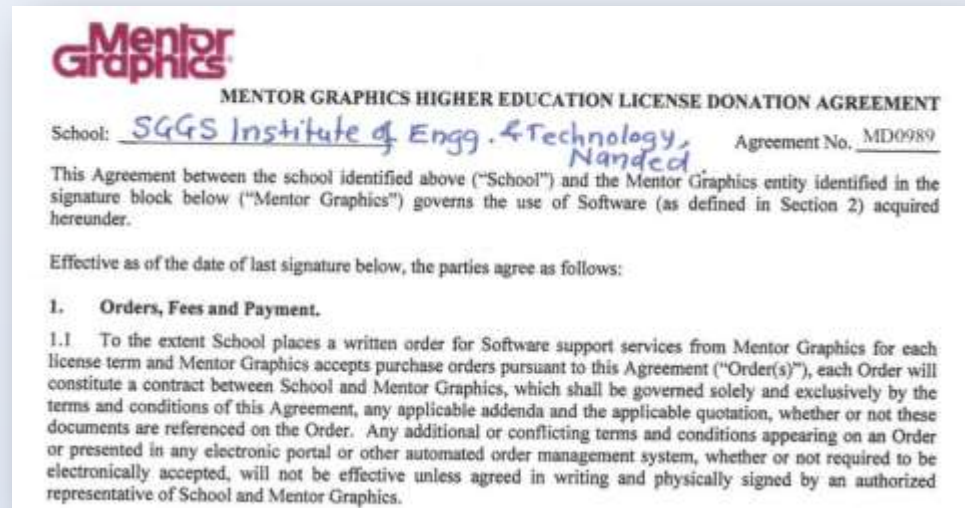 Mentor
Graphics
MENTOR GRAPHICS HIGHER EDUCATION LICENSE DONATION AGREEMENT
School: SGGS Institute of Engg. & Technology, Agreement No. MD0989
Nanded.
This Agreement between the school identified above (“School”) and the Mentor Graphics entity identified in the
signature block below (“Mentor Graphics”) governs the use of Software (as defined in Section 2) acquired
hereunder.
Effective as of the date of last signature below, the parties agree as follows:
1. Orders, Fees and Payment.
1.1 To the extent School places a written order for Software support services from Mentor Graphics for each
license term and Mentor Graphics accepts purchase orders pursuant to this Agreement (“Order(s)”), each Order will
constitute a contract between School and Mentor Graphics, which shall be governed solely and exclusively by the
terms and conditions of this Agreement, any applicable addenda and the applicable quotation, whether or not these
documents are referenced on the Order. Any additional or conflicting terms and conditions appearing on an Order
or presented in any electronic portal or other automated order management system, whether or not required to be
electronically accepted, will not be effective unless agreed in writing and physically signed by an authorized
representative of School and Mentor Graphics.